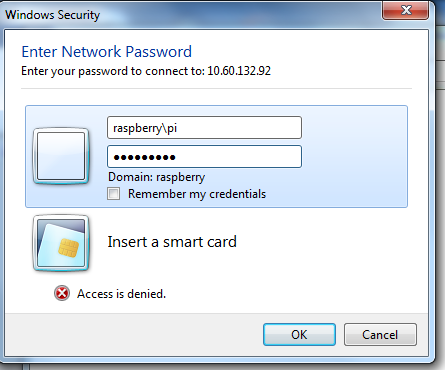 Windows Security
Enter Network Password
Enter your password to connect to: 10.60.132.92
raspberry\pi
●●●●●●●●●
Domain: raspberry
Remember my credentials
Insert a smart card
Access is denied.
OK
Cancel